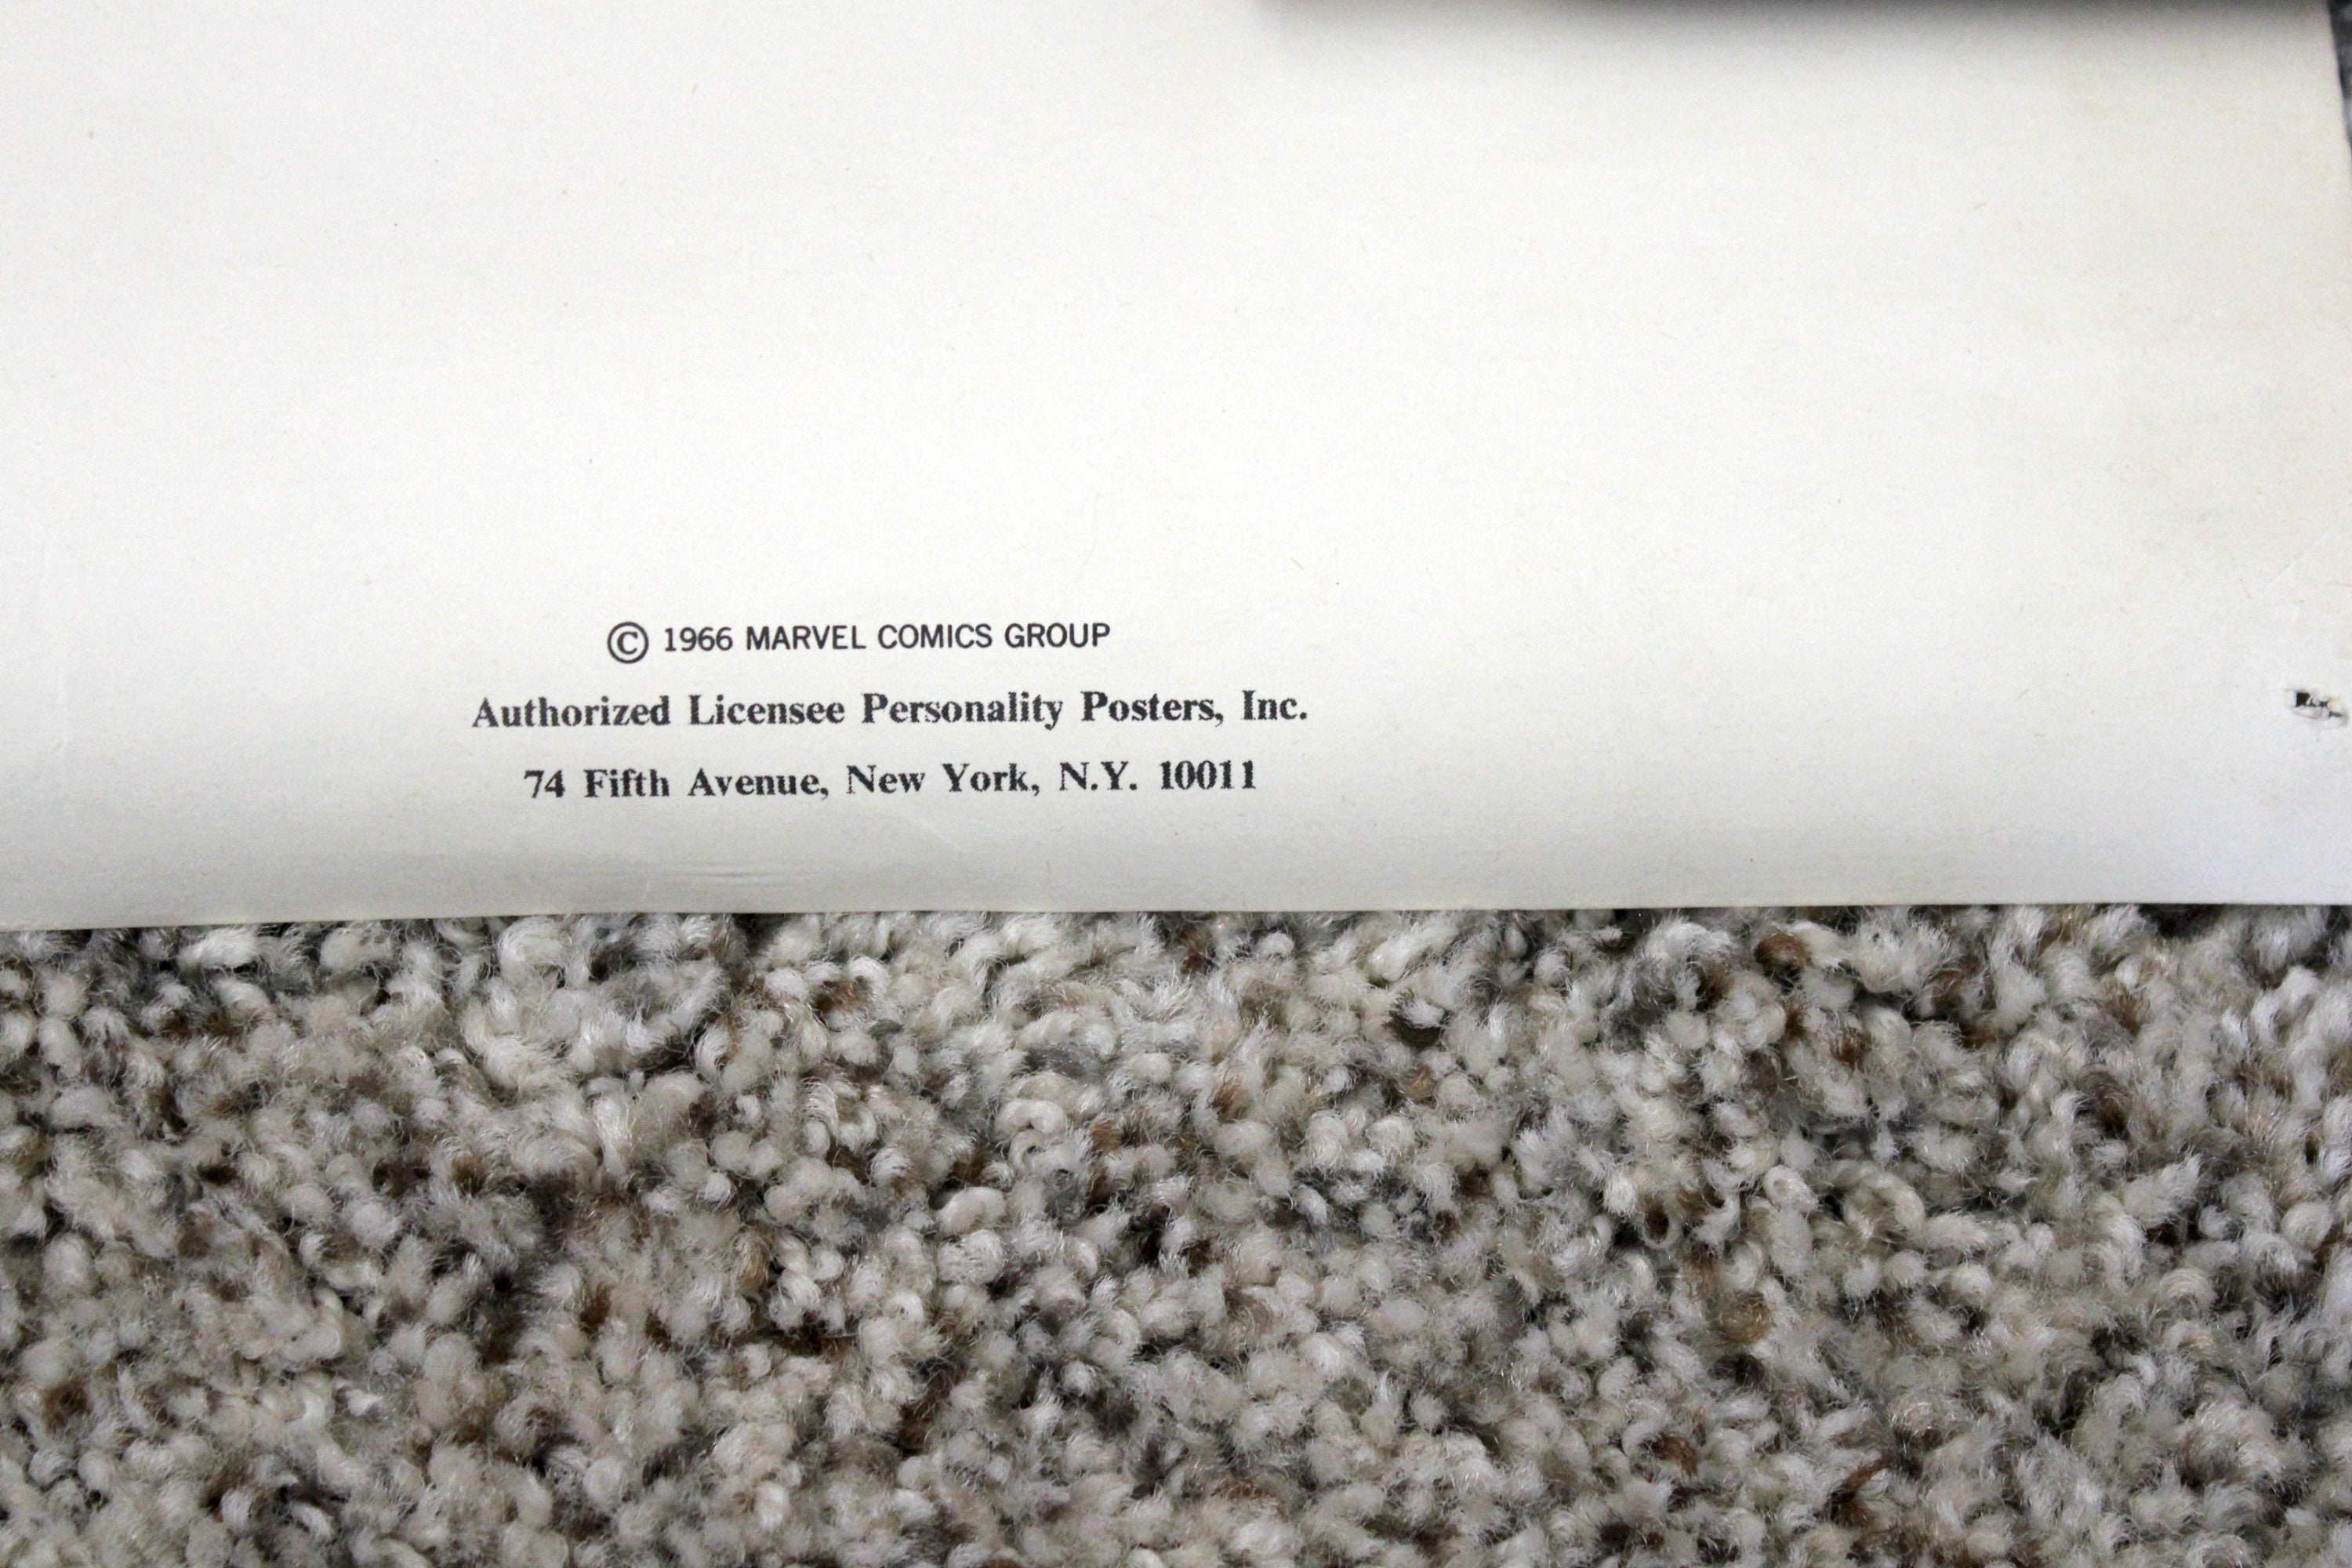 © 1966 MARVEL COMICS GROUP
Authorized Licensee Personality Posters, Inc.
74 Fifth Avenue, New York, N.Y. 10011